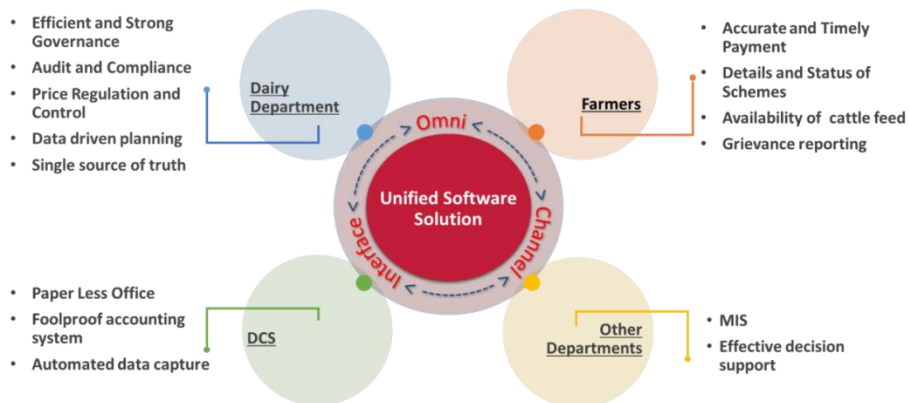 • Efficient and Strong
Governance
• Audit and Compliance
• Price Regulation and
Control
• Data driven planning
• Single source of truth
Dairy
Department
Farmers
• Accurate and Timely
Payment
• Details and Status of
Schemes
• Availability of cattle feed
• Grievance reporting
Omni
Channel
Interface
Unified Software
Solution
• Paper Less Office
• Foolproof accounting
system
• Automated data capture
DCS
Other
Departments
• MIS
• Effective decision
support